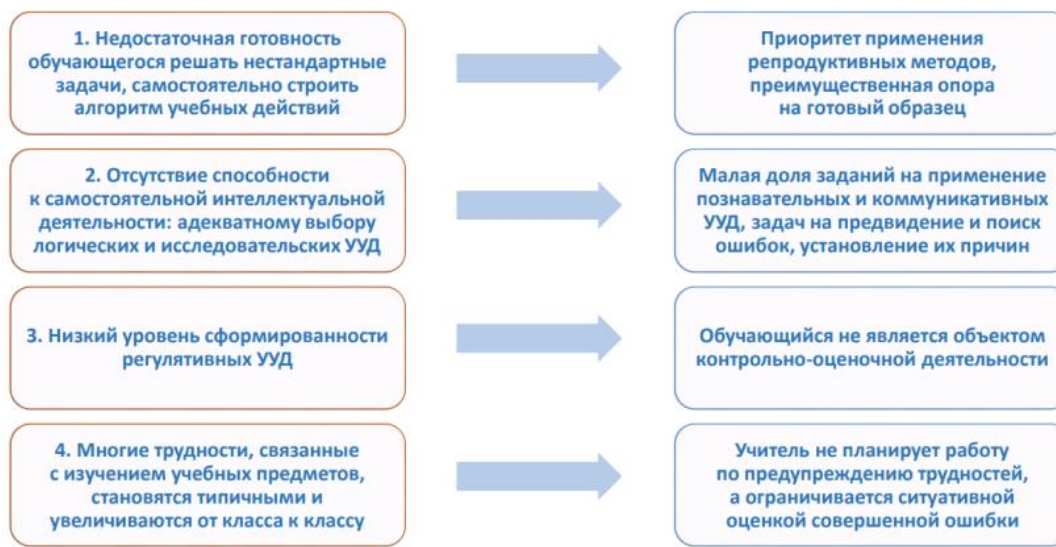 1. Недостаточная готовность
обучающегося решать нестандартные
задачи, самостоятельно строить
алгоритм учебных действий
Приоритет применения
репродуктивных методов,
преимущественная опора
на готовый образец
2. Отсутствие способности
к самостоятельной интеллектуальной
деятельности: адекватному выбору
логических и исследовательских УУД
Малая доля заданий на применение
познавательных и коммуникативных
УУД, задач на предвидение и поиск
ошибок, установление их причин
3. Низкий уровень сформированности
регулятивных УУД
Обучающийся не является объектом
контрольно-оценочной деятельности
4. Многие трудности, связанные
с изучением учебных предметов,
становятся типичными и
увеличиваются от класса к классу
Учитель не планирует работу
по предупреждению трудностей,
а ограничивается ситуативной
оценкой совершенной ошибки